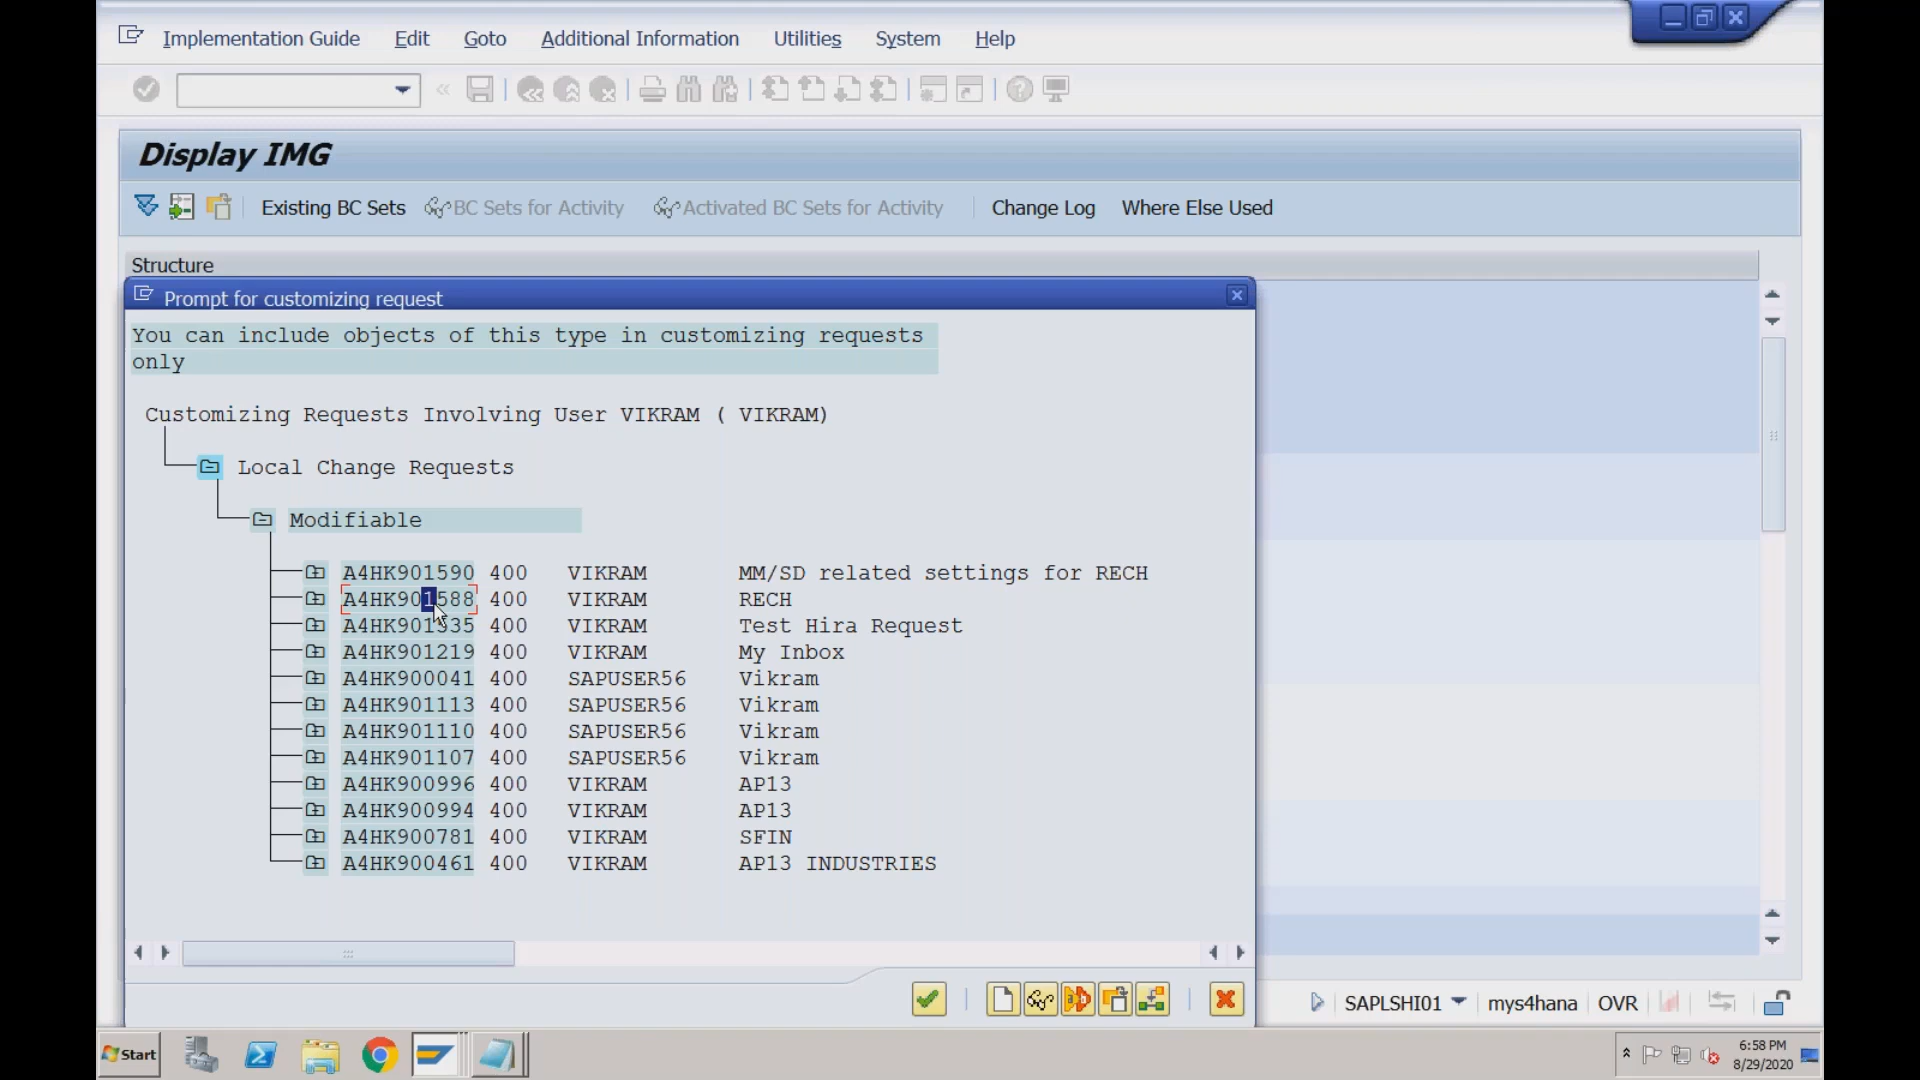 Implementation Guide Edit Goto Additional Information Utilities System Help
Display IMG
Existing BC Sets BC Sets for Activity Activated BC Sets for Activity Change Log Where Else Used
Structure
Prompt for customizing request
You can include objects of this type in customizing requests
only
Customizing Requests Involving User VIKRAM ( VIKRAM)
Local Change Requests
Modifiable
A4HK901590 400 VIKRAM MM/SD related settings for RECH
A4HK901588 400 VIKRAM RECH
A4HK901335 400 VIKRAM Test Hira Request
A4HK901219 400 VIKRAM My Inbox
A4HK900041 400 SAPUSER56 Vikram
A4HK901113 400 SAPUSER56 Vikram
A4HK901110 400 SAPUSER56 Vikram
A4HK901107 400 SAPUSER56 Vikram
A4HK900996 400 VIKRAM AP13
A4HK900994 400 VIKRAM AP13
A4HK900781 400 VIKRAM SFIN
A4HK900461 400 VIKRAM AP13 INDUSTRIES
SAPLSHI01 mys4hana OVR
Start
6:58 PM
8/29/2020